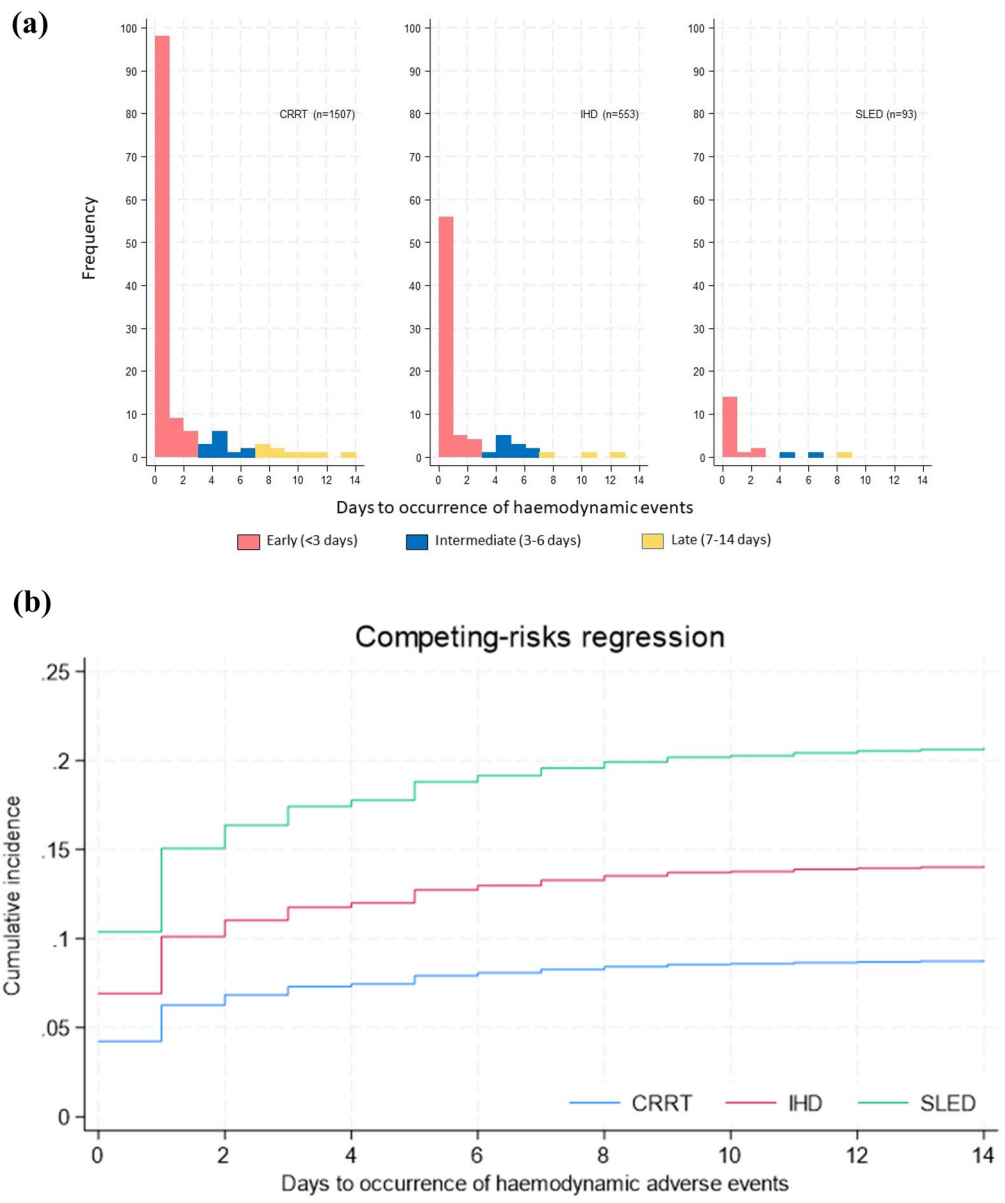 (a)
100 100 100
90 90 90
80 CRRT (n=1507) 80 IHD (n=553) 80 SLED (n=93)
70 70 70
60 60 60
Frequency
50 50 50
40 40 40
30 30 30
20 20 20
10 10 10
0 0 0
0 2 4 6 8 10 12 14 0 2 4 6 8 10 12 14 0 2 4 6 8 10 12 14
Days to occurrence of haemodynamic events
Early (<3 days) Intermediate (3-6 days) Late (7-14 days)
(b)
Competing-risks regression
.25
.2
.15
Cumulative incidence
.1
.05
0
CRRT IHD SLED
0 2 4 6 8 10 12 14
Days to occurrence of haemodynamic adverse events